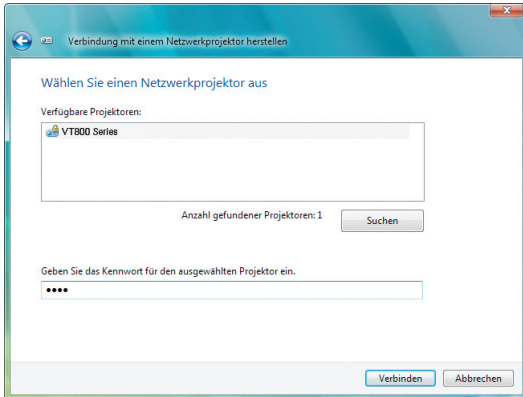 Verbindung mit einem Netzwerkprojektor herstellen
Wählen Sie einen Netzwerkprojektor aus
Verfügbare Projektoren:
VT800 Series
Anzahl gefundener Projektoren: 1
Suchen
Geben Sie das Kennwort für den ausgewählten Projektor ein.
••••
Verbinden
Abbrechen